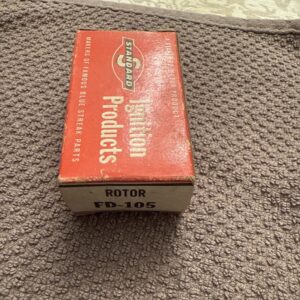 STANDARD
S
Ignition
Products
MAKERS OF FAMOUS BLUE STREAK PARTS
ROTOR
FD-105